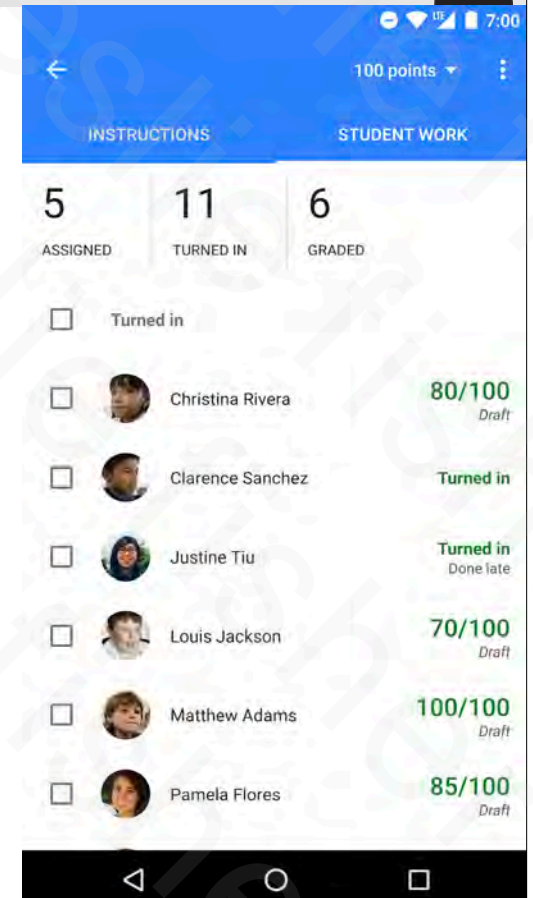 LTE 7:00
100 points
INSTRUCTIONS STUDENT WORK
5 11 6
ASSIGNED TURNED IN GRADED
Turned in
Christina Rivera 80/100
Draft
Clarence Sanchez Turned in
Justine Tiu Turned in
Done late
Louis Jackson 70/100
Draft
Matthew Adams 100/100
Draft
Pamela Flores 85/100
Draft